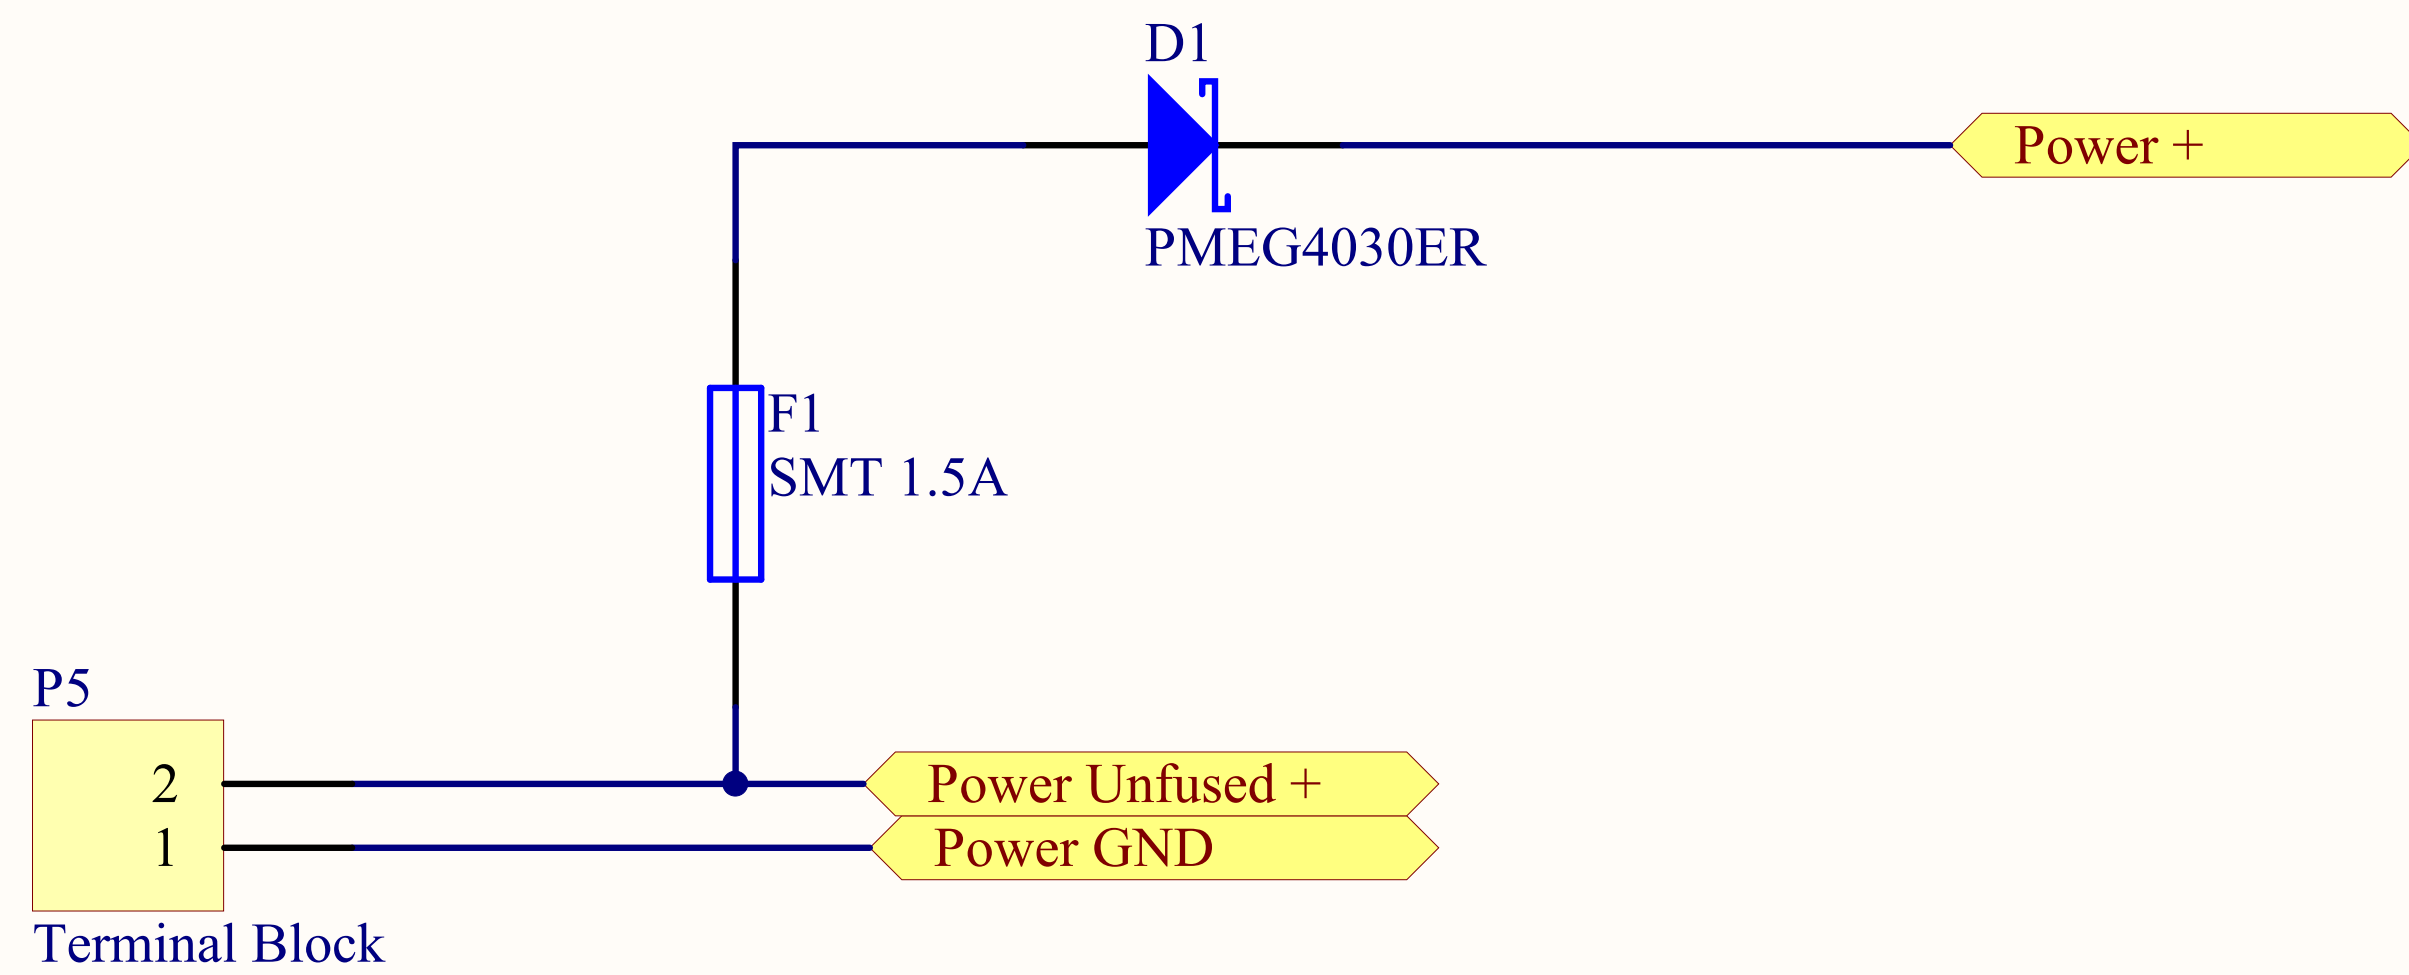 D1
Power +
PMEG4030ER
F1
SMT 1.5A
P5
2
Power Unfused +
1
Power GND
Terminal Block